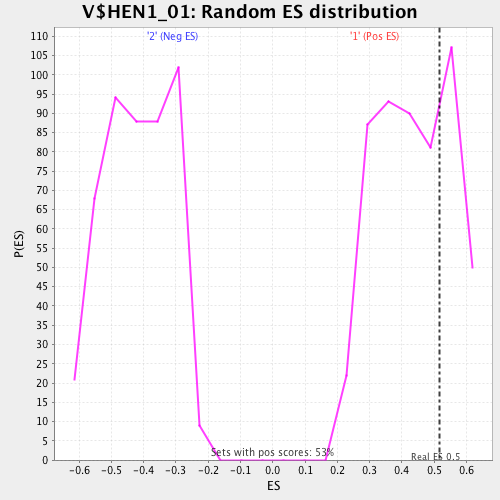 V$HEN1_01: Random ES distribution
'2' (Neg ES)
'1' (Pos ES)
110
105
100
95
90
85
80
75
70
65
60
55
50
45
40
35
30
25
20
15
10
5
0
P(ES)
Sets with pos scores: 53%
Real ES 0.5
-0.6 -0.5 -0.4 -0.3 -0.2 -0.1 0.0 0.1 0.2 0.3 0.4 0.5 0.6
ES